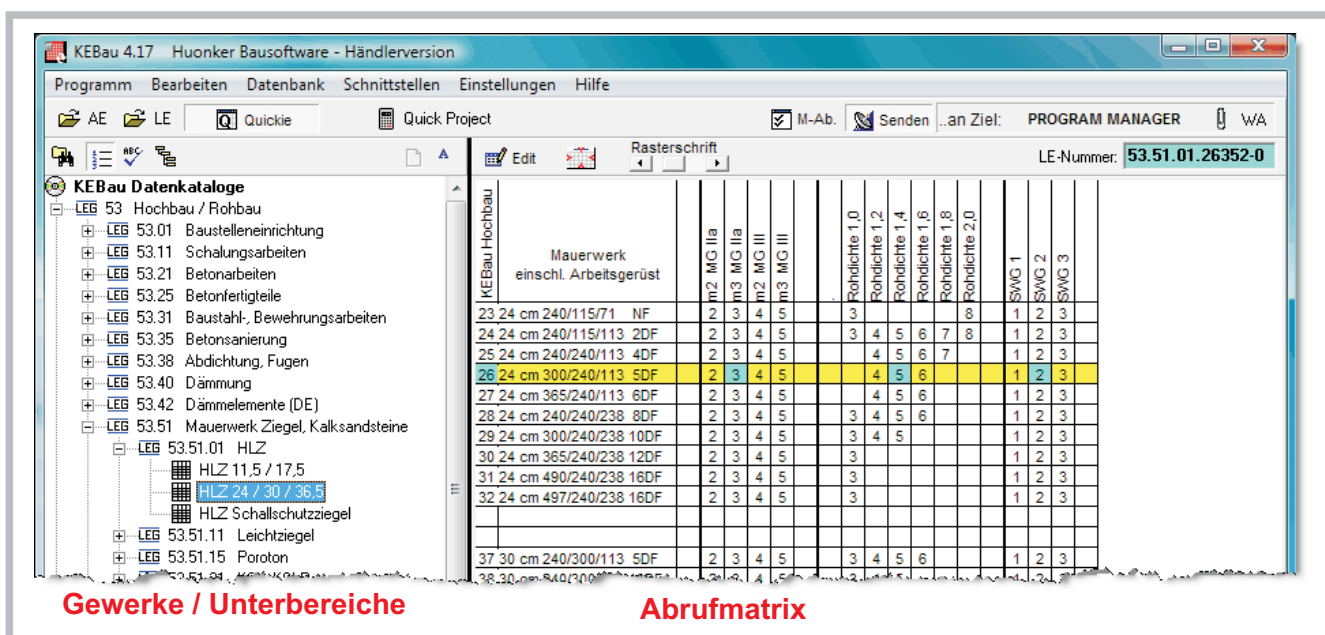 KEBau 4.17 Huonker Bausoftware - Händlerversion
Programm Bearbeiten Datenbank Schnittstellen Einstellungen Hilfe
AE LE Q Quickie Quick Project M-Ab. Senden ..an Ziel: PROGRAM MANAGER WA
ABC A Edit Rasterschrift LE-Nummer: 53.51.01.26352-0
KEBau Datenkataloge
LEG 53 Hochbau / Rohbau
LEG 53.01 Baustelleneinrichtung
LEG 53.11 Schalungsarbeiten
LEG 53.21 Betonarbeiten
LEG 53.25 Betonfertigteile
LEG 53.31 Baustahl-, Bewehrungsarbeiten
LEG 53.35 Betonsanierung
LEG 53.38 Abdichtung, Fugen
LEG 53.40 Dämmung
LEG 53.42 Dämmelemente (DE)
LEG 53.51 Mauerwerk Ziegel, Kalksandsteine
LEG 53.51.01 HLZ
HLZ 11,5 / 17,5
HLZ 24 / 30 / 36,5
HLZ Schallschutzziegel
LEG 53.51.11 Leichtziegel
LEG 53.51.15 Poroton
KEBau Hochbau
Mauerwerk
einschl. Arbeitsgerüst
m2 MG IIa
m3 MG IIa
m2 MG III
m3 MG III
Rohdichte 1,0
Rohdichte 1,2
Rohdichte 1,4
Rohdichte 1,6
Rohdichte 1,8
Rohdichte 2,0
SWG 1
SWG 2
SWG 3
23 24 cm 240/115/71 NF 2 3 4 5 3 8 1 2 3
24 24 cm 240/115/113 2DF 2 3 4 5 3 4 5 6 7 8 1 2 3
25 24 cm 240/240/113 4DF 2 3 4 5 4 5 6 7 1 2 3
26 24 cm 300/240/113 5DF 2 3 4 5 4 5 6 1 2 3
27 24 cm 365/240/113 6DF 2 3 4 5 4 5 6 1 2 3
28 24 cm 240/240/238 8DF 2 3 4 5 3 4 5 6 1 2 3
29 24 cm 300/240/238 10DF 2 3 4 5 3 4 5 1 2 3
30 24 cm 365/240/238 12DF 2 3 4 5 3 1 2 3
31 24 cm 490/240/238 16DF 2 3 4 5 3 1 2 3
32 24 cm 497/240/238 16DF 2 3 4 5 3 1 2 3
37 30 cm 240/300/113 5DF 2 3 4 5 3 4 5 6 1 2 3
Gewerke / Unterbereiche
Abrufmatrix